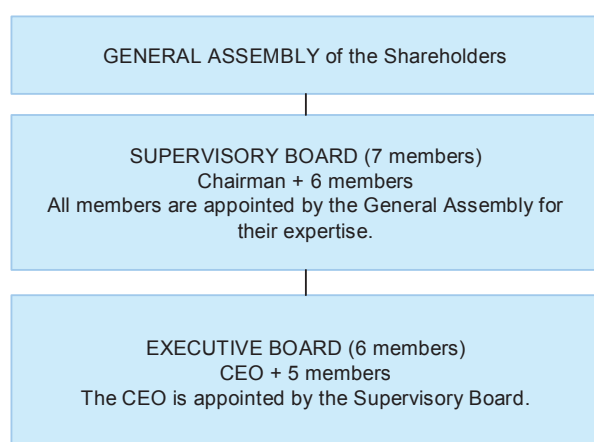 GENERAL ASSEMBLY of the Shareholders
SUPERVISORY BOARD (7 members)
Chairman + 6 members
All members are appointed by the General Assembly for
their expertise.
EXECUTIVE BOARD (6 members)
CEO + 5 members
The CEO is appointed by the Supervisory Board.